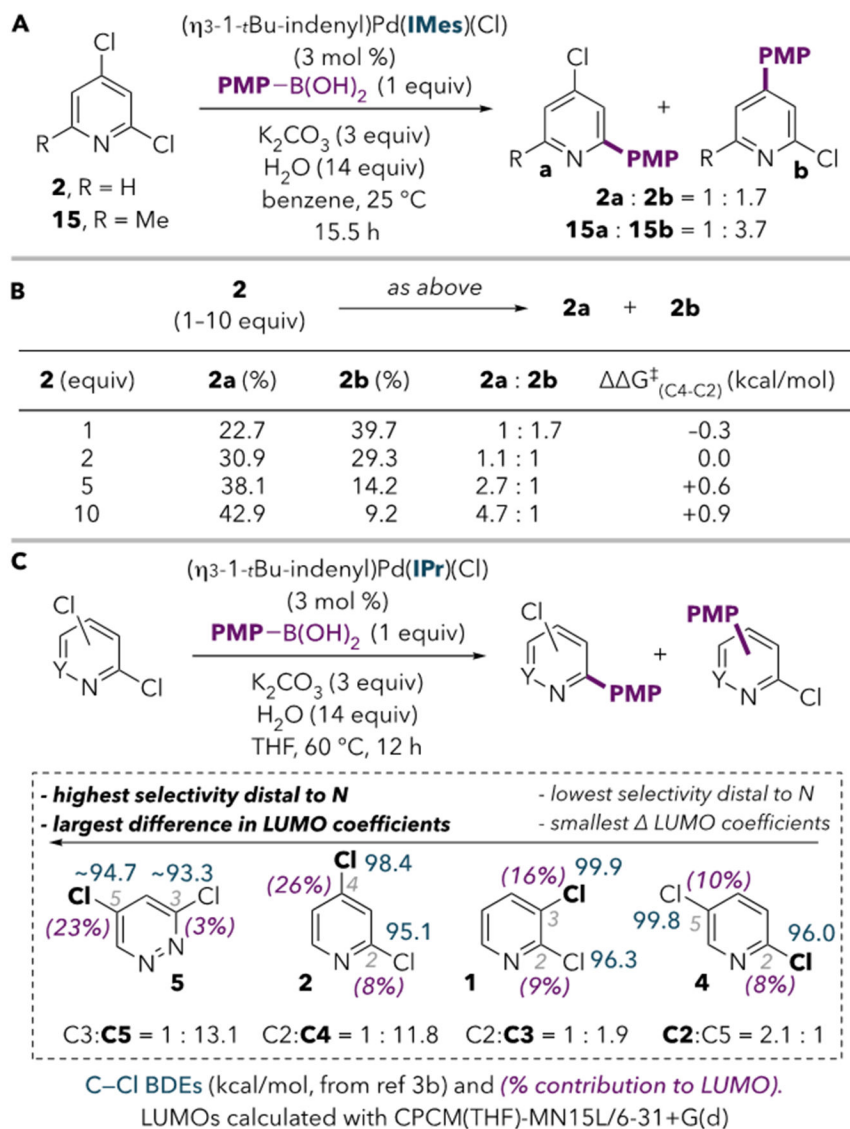 A
(η3-1-tBu-indenyl)Pd(IMes)(Cl)
(3 mol %)
PMP–B(OH)2 (1 equiv)
K2CO3 (3 equiv)
H2O (14 equiv)
benzene, 25 °C
15.5 h
Cl
R
N
Cl
2, R = H
15, R = Me
Cl
R
a
N
PMP
+
PMP
R
N
b
Cl
2a : 2b = 1 : 1.7
15a : 15b = 1 : 3.7
B
2
(1–10 equiv)
as above
2a + 2b
2 (equiv) 2a (%) 2b (%) 2a : 2b ΔΔG‡(C4-C2) (kcal/mol)
1 22.7 39.7 1 : 1.7 –0.3
2 30.9 29.3 1.1 : 1 0.0
5 38.1 14.2 2.7 : 1 +0.6
10 42.9 9.2 4.7 : 1 +0.9
C
(η3-1-tBu-indenyl)Pd(IPr)(Cl)
(3 mol %)
PMP–B(OH)2 (1 equiv)
K2CO3 (3 equiv)
H2O (14 equiv)
THF, 60 °C, 12 h
Cl
Y
N
Cl
Cl
Y
N
PMP
+
PMP
Y
N
Cl
- highest selectivity distal to N
- largest difference in LUMO coefficients
- lowest selectivity distal to N
- smallest Δ LUMO coefficients
~94.7 ~93.3
Cl 5 3 Cl
(23%) (3%)
N N
5
Cl 98.4
(26%) 4
95.1
N 2 Cl
2 (8%)
(16%) 99.9
Cl
3
N 2 Cl 96.3
1 (9%)
Cl (10%)
99.8 5 96.0
N 2 Cl
4 (8%)
C3:C5 = 1 : 13.1 C2:C4 = 1 : 11.8 C2:C3 = 1 : 1.9 C2:C5 = 2.1 : 1
C–Cl BDEs (kcal/mol, from ref 3b) and (% contribution to LUMO).
LUMOs calculated with CPCM(THF)-MN15L/6-31+G(d)